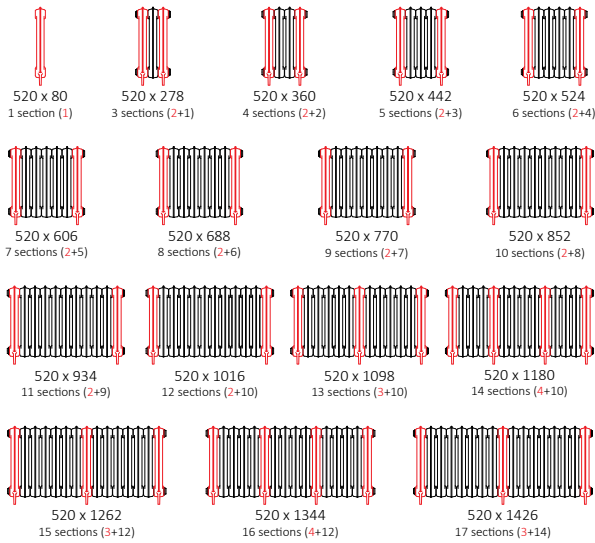 520 x 80
1 section (1)
520 x 278
3 sections (2+1)
520 x 360
4 sections (2+2)
520 x 442
5 sections (2+3)
520 x 524
6 sections (2+4)
520 x 606
7 sections (2+5)
520 x 688
8 sections (2+6)
520 x 770
9 sections (2+7)
520 x 852
10 sections (2+8)
520 x 934
11 sections (2+9)
520 x 1016
12 sections (2+10)
520 x 1098
13 sections (3+10)
520 x 1180
14 sections (4+10)
520 x 1262
15 sections (3+12)
520 x 1344
16 sections (4+12)
520 x 1426
17 sections (3+14)